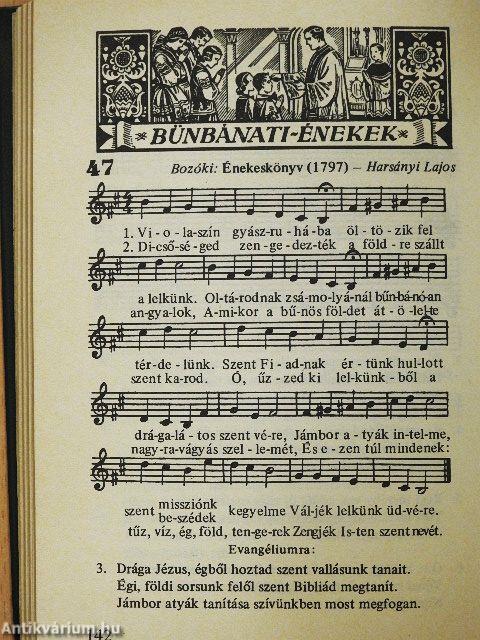 BŰNBÁNATI-ÉNEKEK
47 Bozóki: Énekeskönyv (1797) – Harsányi Lajos
1. Vi - o - la-szín gyász-ru - há-ba öl - tö - zik fel
2. Di-cső-sé-ged zen-ge-dez-ték a föld-re szállt
a lelkünk. Ol-tá-rodnak zsá-mo-lyá-nál bűn-bá-nó-an
an-gya-lok, A-mi-kor a bű-nös föl-det át-ö-lel-te
tér-de-lünk. Szent Fi-ad-nak ér-tünk hul-lott
szent ka-rod. Ó, űz-zed ki lel-künk-ből a
drá-ga-lá-tos szent vé-re, Jámbor a-tyák in-tel-me,
nagy-ra-vágyás szel-le-mét, És e-zen túl mindenek:
szent missziónk kegyelme Vál-jék lelkünk üd-vé-re.
be-szédek
tűz, víz, ég, föld, ten-ge-rek Zengjék Is-ten szent nevét.
Evangéliumra:
3. Drága Jézus, égből hoztad szent vallásunk tanait.
Égi, földi sorsunk felől szent Bibliád megtanít.
Jámbor atyák tanítása szívünkben most megfogan.
142
Antikvárium.hu